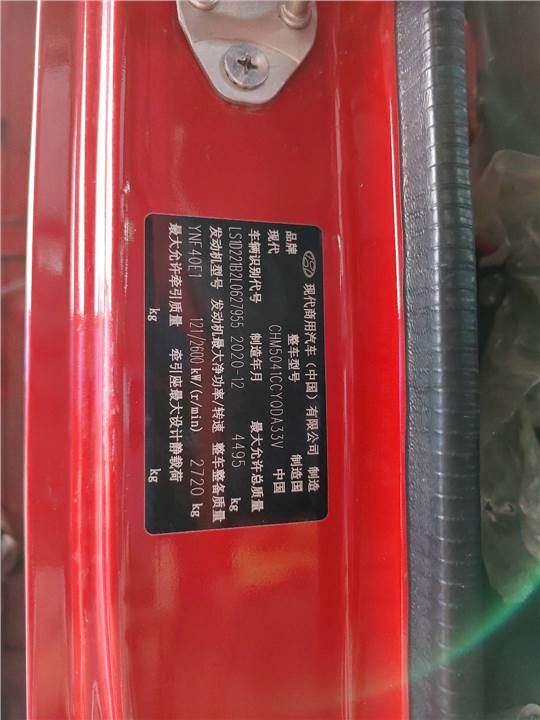 现代商用汽车(中国)有限公司 制造
品牌 整车型号 制造国
现代 CHM5041CCYQDA33V 中国
车辆识别代号 制造年月 最大允许总质量
LS1D221B2L0627955 2020-12 4495 kg
发动机型号 发动机最大净功率/转速 整车整备质量
YNF40E1 121/2600 kW/(r/min) 2720 kg
最大允许牵引质量 牵引座最大设计静载荷
kg kg